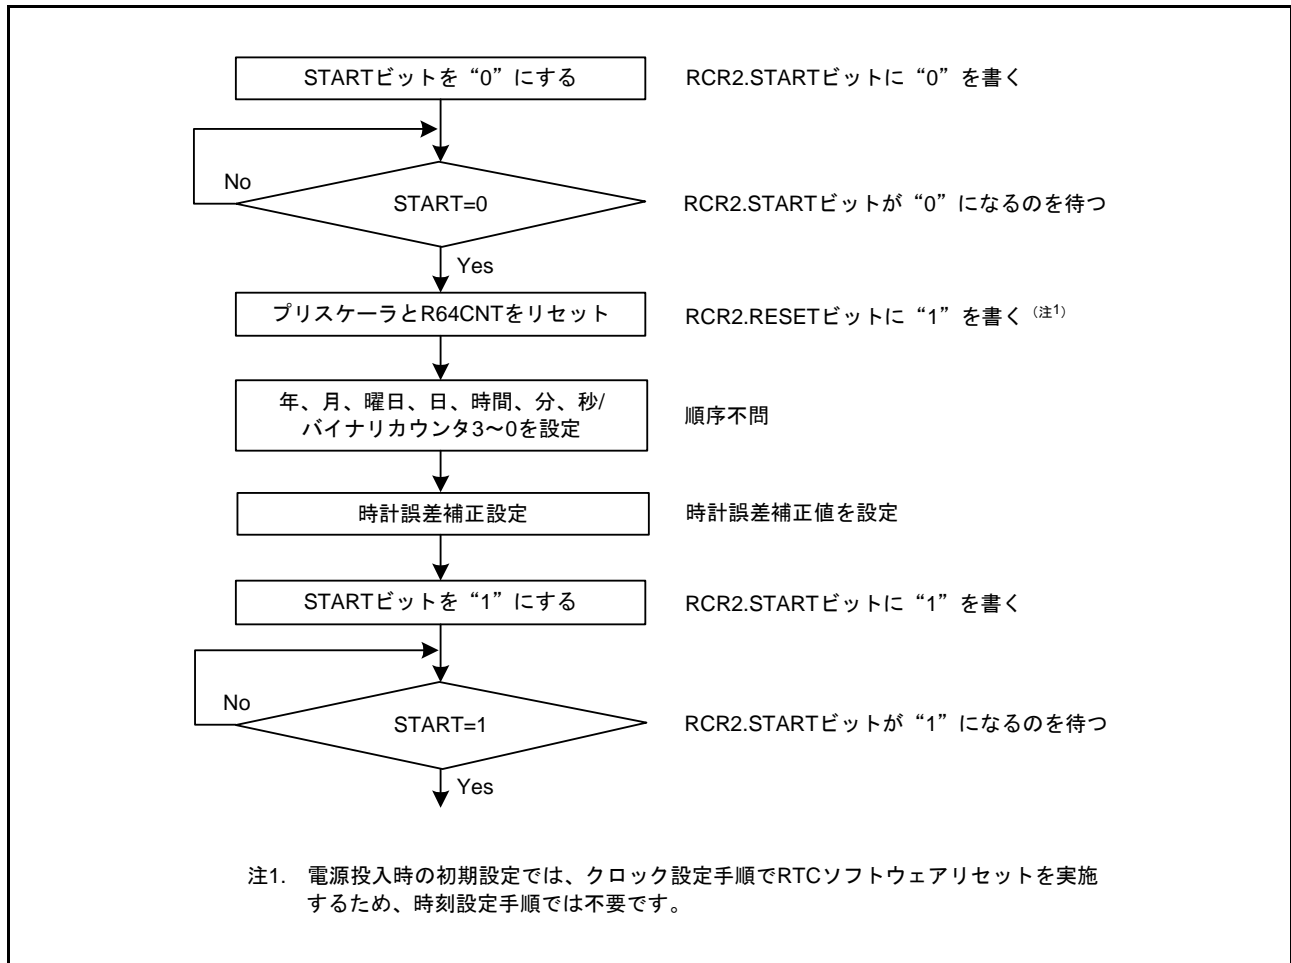 STARTビットを“0”にする
RCR2.STARTビットに“0”を書く
No
START=0
RCR2.STARTビットが“0”になるのを待つ
Yes
プリスケーラとR64CNTをリセット
RCR2.RESETビットに“1”を書く（注1）
年、月、曜日、日、時間、分、秒/
バイナリカウンタ3～0を設定
順序不問
時計誤差補正設定
時計誤差補正値を設定
STARTビットを“1”にする
RCR2.STARTビットに“1”を書く
No
START=1
RCR2.STARTビットが“1”になるのを待つ
Yes
注1. 電源投入時の初期設定では、クロック設定手順でRTCソフトウェアリセットを実施
するため、時刻設定手順では不要です。